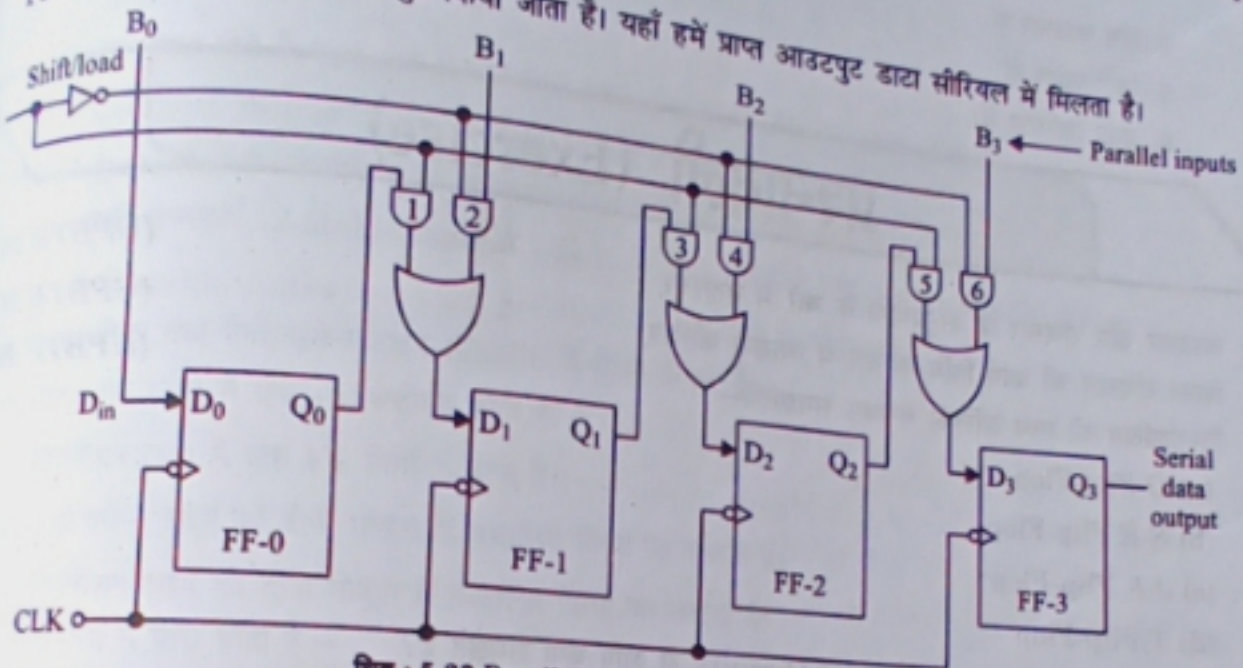 जाता है। यहाँ हमें प्राप्त आउटपुट डाटा सीरियल में मिलता है।
B0
Shift/load
B1
B2
B3
Parallel inputs
1
2
3
4
5
6
Din
D0 Q0
FF-0
D1 Q1
FF-1
D2 Q2
FF-2
D3 Q3
FF-3
Serial
data
output
CLK